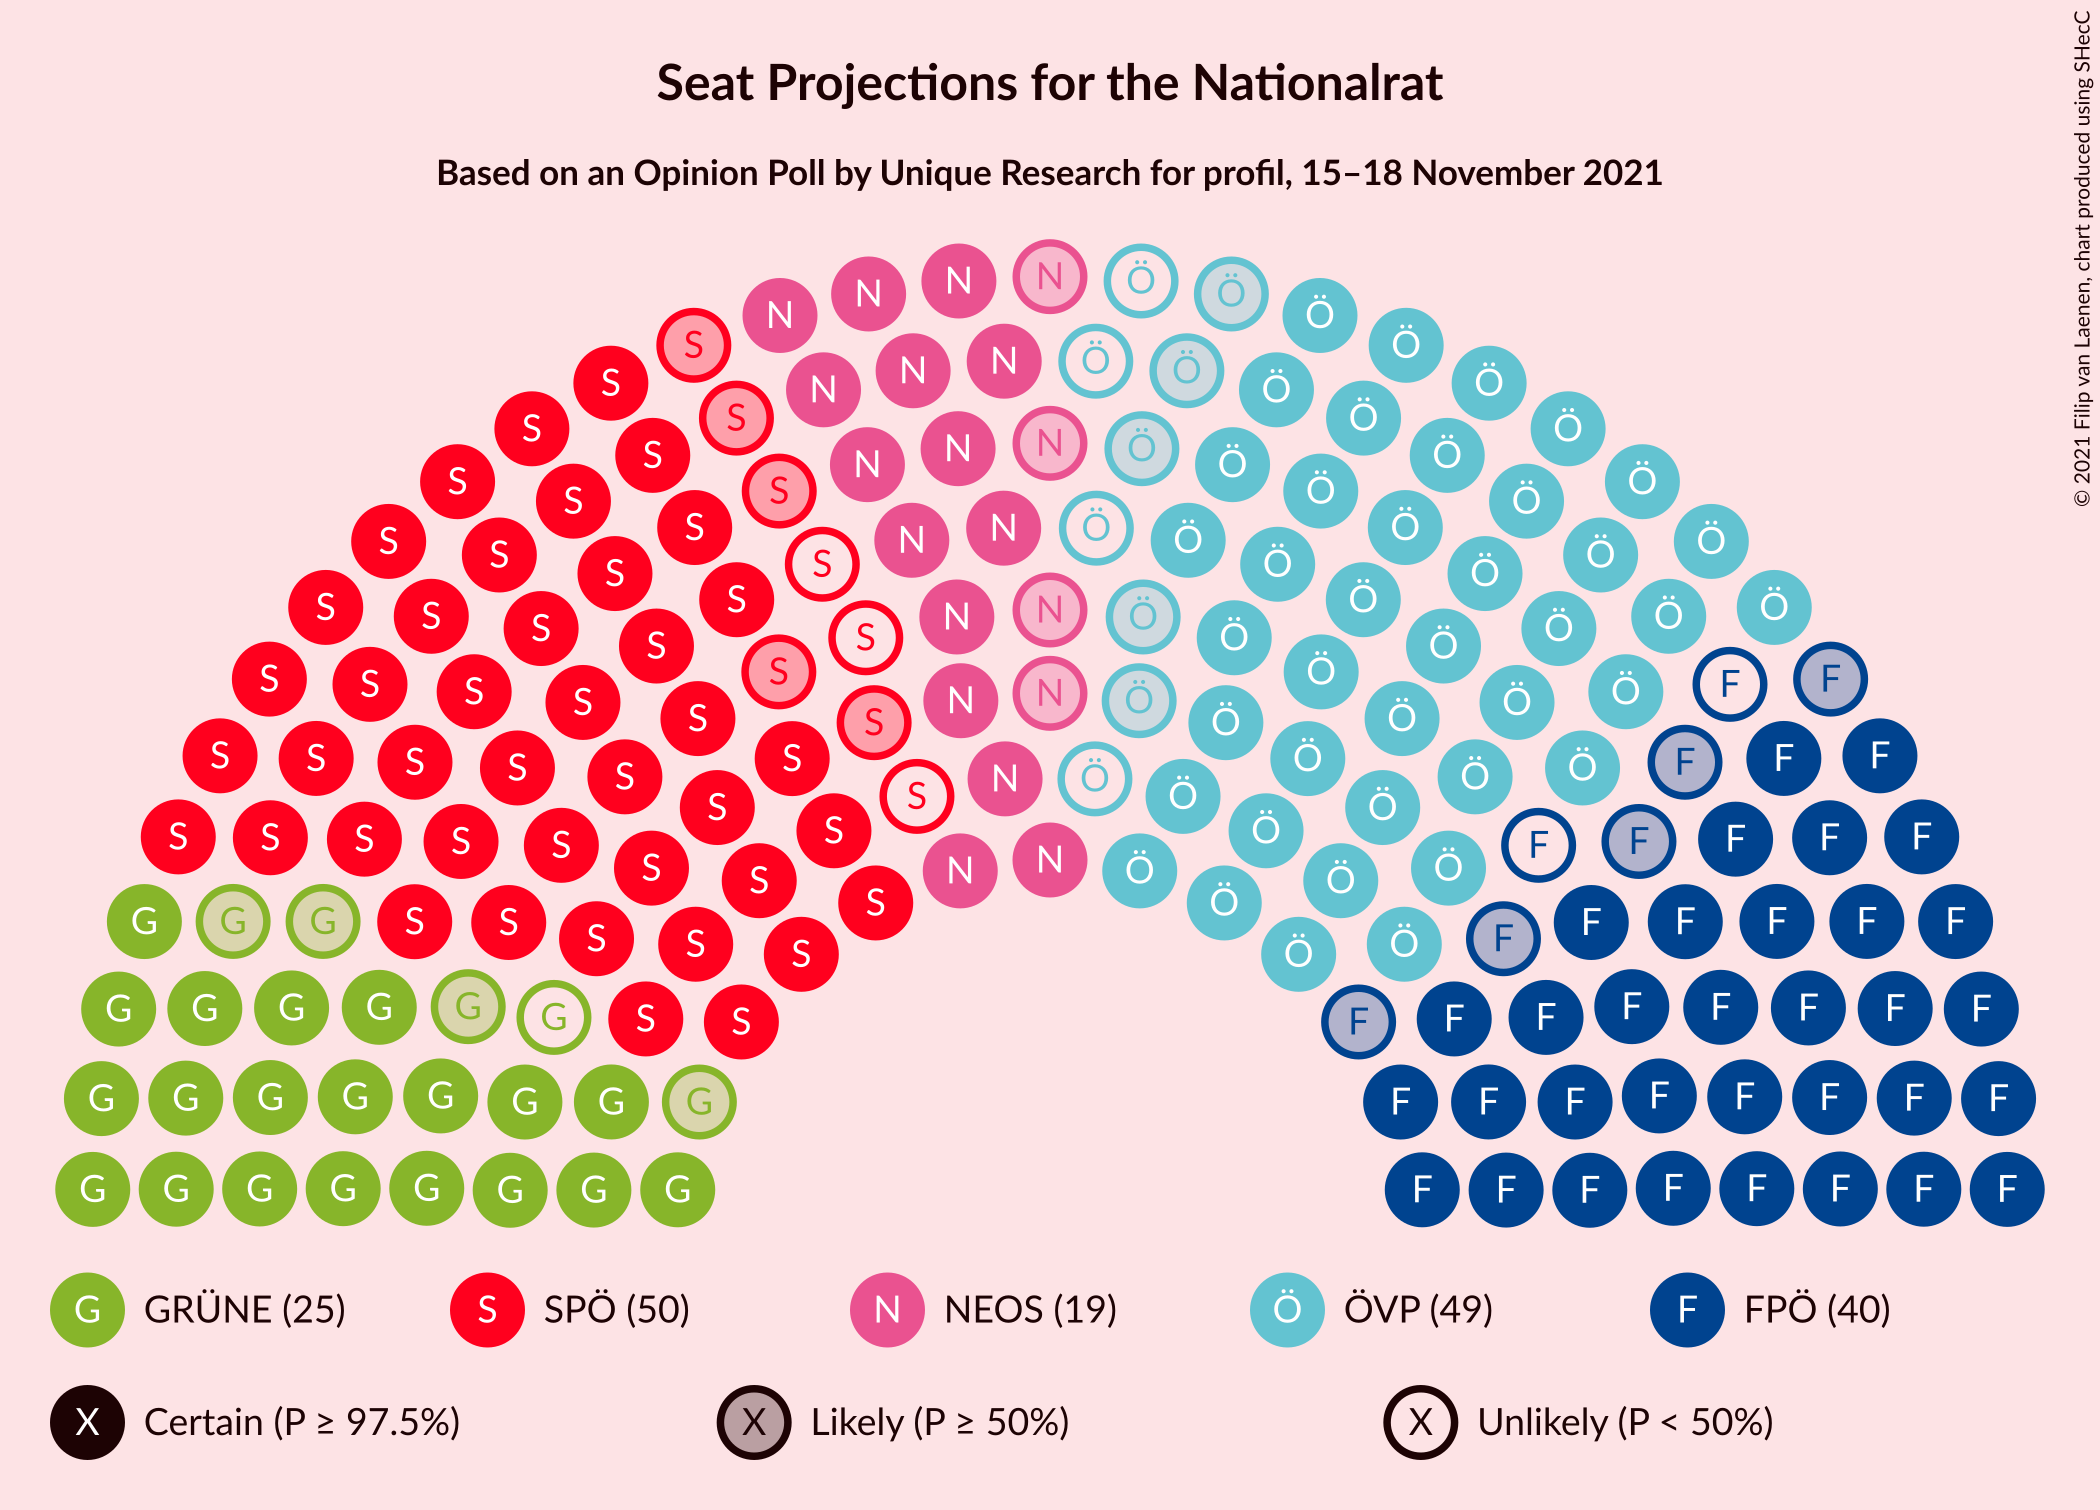 Seat Projections for the Nationalrat
Based on an Opinion Poll by Unique Research for profil, 15–18 November 2021
© 2021 Filip van Laenen, chart produced using SHecC
G GRÜNE (25) S SPÖ (50) N NEOS (19) Ö ÖVP (49) F FPÖ (40)
X Certain (P ≥ 97.5%) X Likely (P ≥ 50%) X Unlikely (P < 50%)